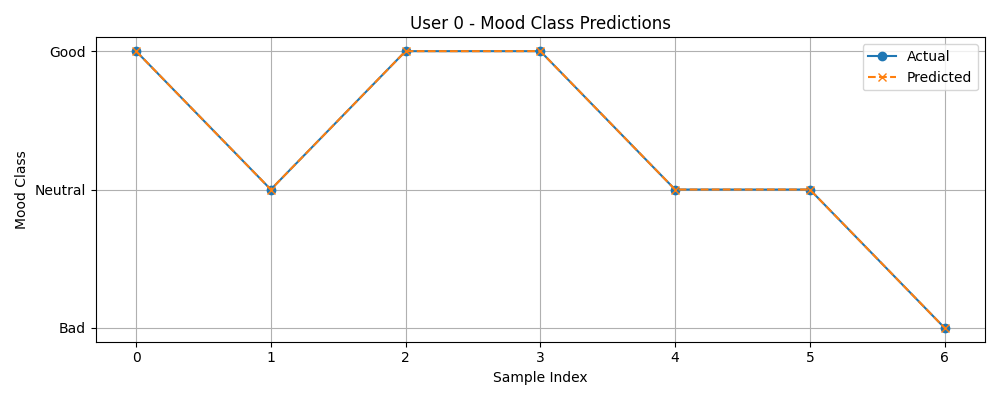 User 0 - Mood Class Predictions
Good
Neutral
Bad
Mood Class
Actual
Predicted
0 1 2 3 4 5 6
Sample Index